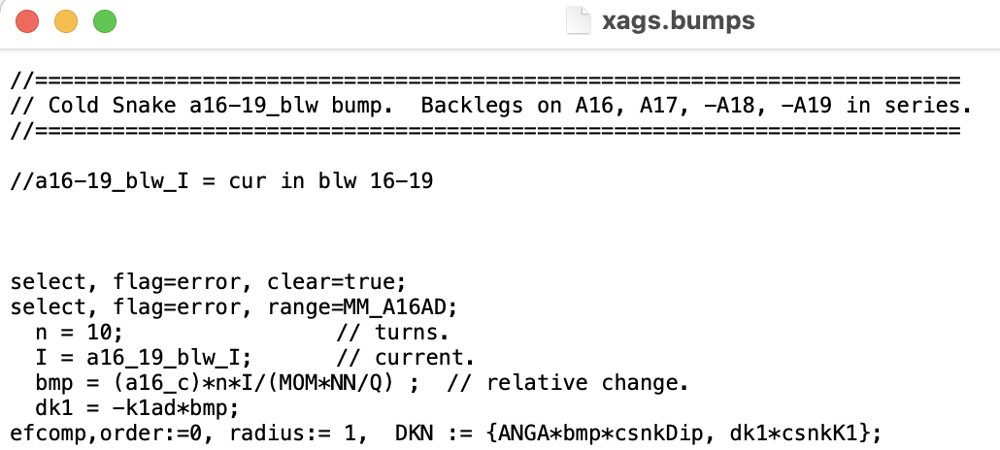 xags.bumps
//========================================================================
// Cold Snake a16-19_blw bump.  Backlegs on A16, A17, -A18, -A19 in series.
//========================================================================
//a16-19_blw_I = cur in blw 16-19
select, flag=error, clear=true;
select, flag=error, range=MM_A16AD;
  n = 10;                 // turns.
  I = a16_19_blw_I;       // current.
  bmp = (a16_c)*n*I/(MOM*NN/Q) ;  // relative change.
  dk1 = -k1ad*bmp;
efcomp,order:=0, radius:= 1,  DKN := {ANGA*bmp*csnkDip, dk1*csnkK1};